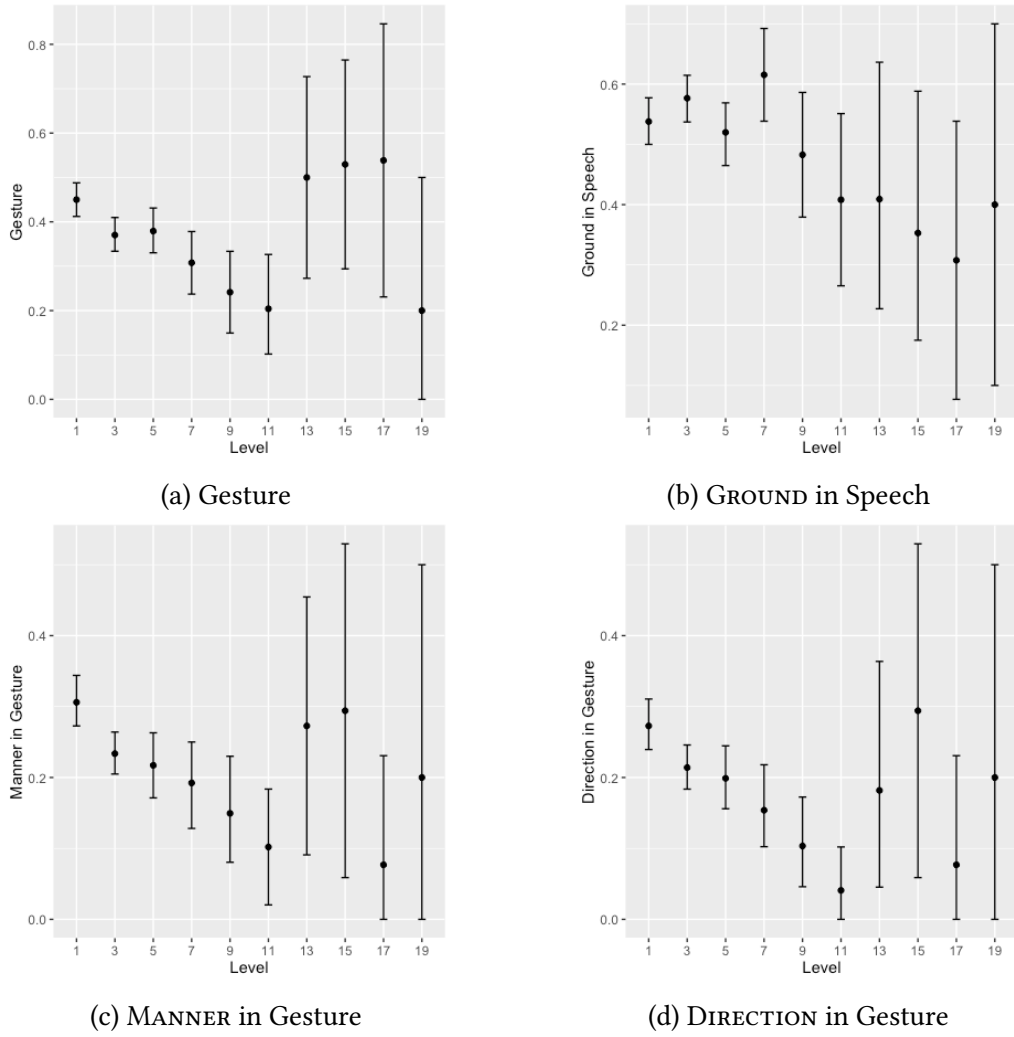 Gesture
0.8
0.6
0.4
0.2
0.0
1 3 5 7 9 11 13 15 17 19
Level
(a) Gesture
Ground in Speech
0.6
0.4
0.2
1 3 5 7 9 11 13 15 17 19
Level
(b) GROUND in Speech
Manner in Gesture
0.4
0.2
0.0
1 3 5 7 9 11 13 15 17 19
Level
(c) MANNER in Gesture
Direction in Gesture
0.4
0.2
0.0
1 3 5 7 9 11 13 15 17 19
Level
(d) DIRECTION in Gesture